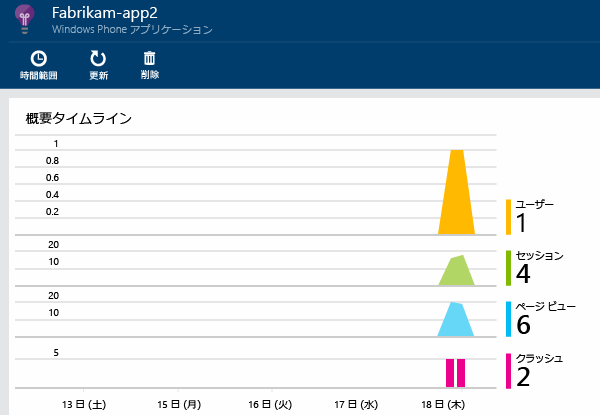 Fabrikam-app2
Windows Phone アプリケーション
時間範囲 更新 削除
概要タイムライン
1
0.8
0.6
0.4
0.2
ユーザー
1
20
10
セッション
4
20
10
ページ ビュー
6
5
クラッシュ
2
13 日 (土) 15 日 (月) 16 日 (火) 17 日 (水) 18 日 (木)